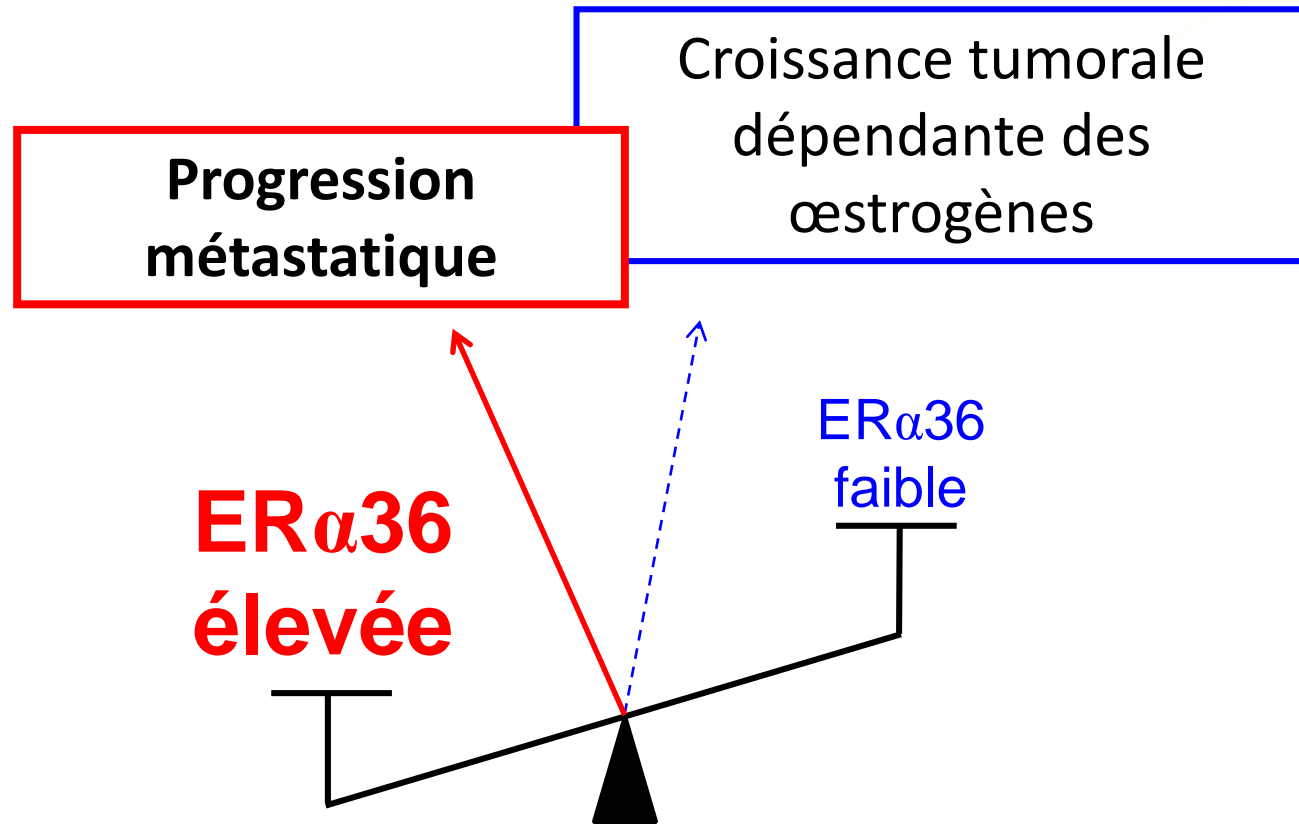 Croissance tumorale
dépendante des
œstrogènes
Progression
métastatique
ERα36
faible
ERα36
élevée